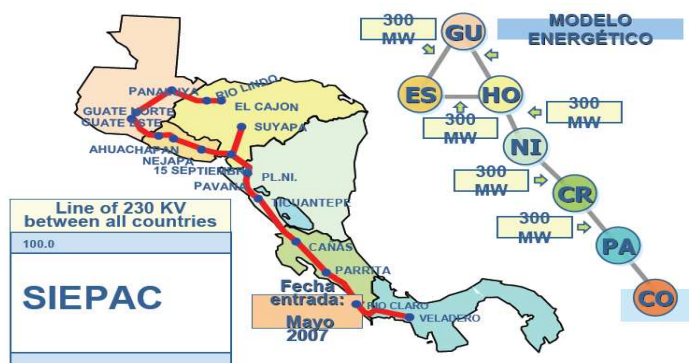 300
MW
GU
MODELO
ENERGÉTICO
PANALUYA
RIO LINDO
EL CAJON
GUATE NORTE
GUATE ESTE
SUYAPA
AHUACHAPAN
NEJAPA
15 SEPTIEMBRE
PAVANA
PL.NI.
TICUANTEPE
ES
HO
300
MW
300
MW
NI
300
MW
CR
300
MW
PA
CO
Line of 230 KV
between all countries
100.0
SIEPAC
CAÑAS
PARRITA
Fecha
entrada:
Mayo
2007
RIO CLARO
VELADERO